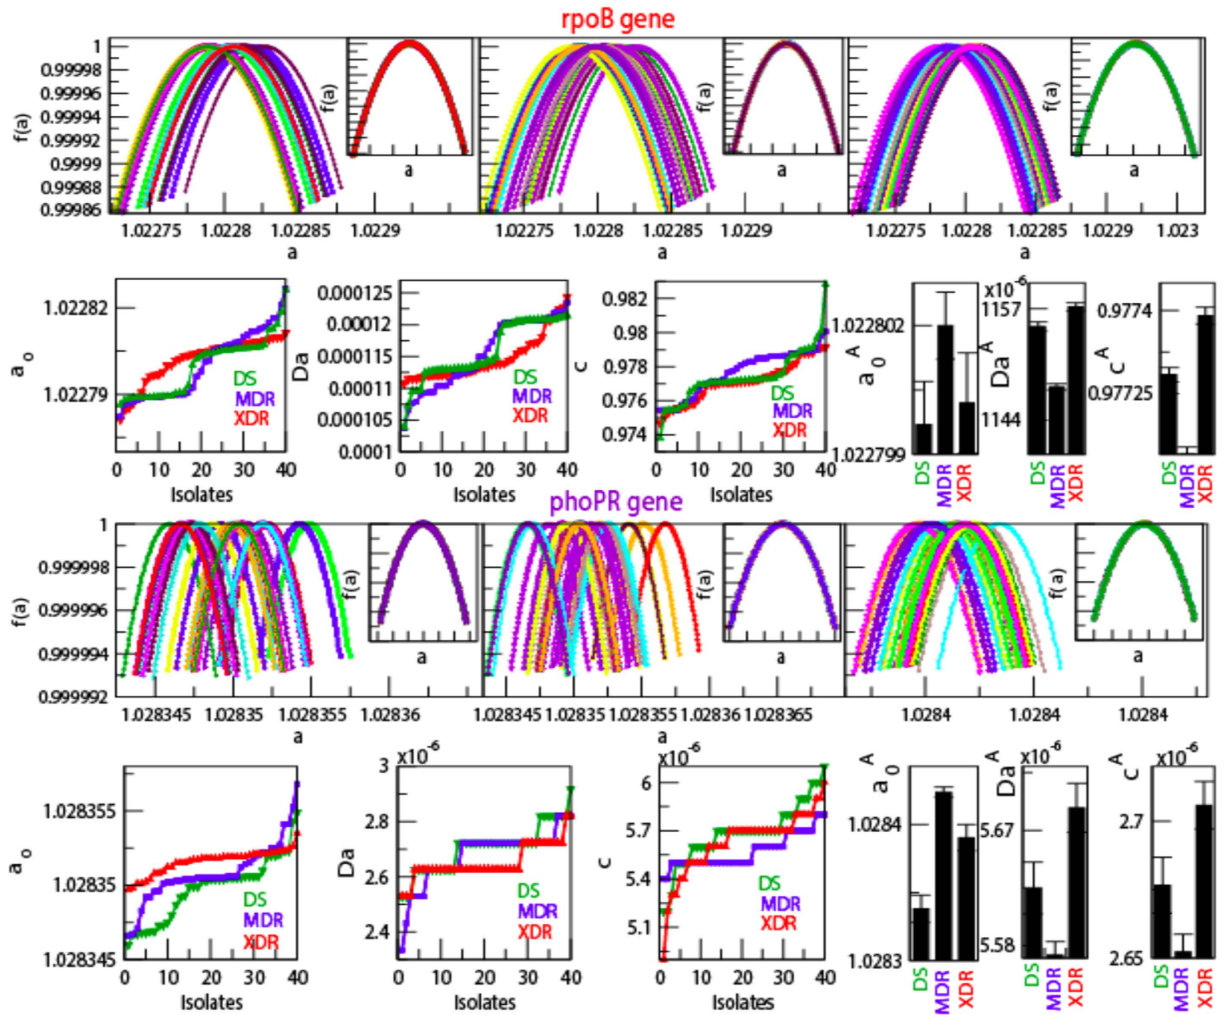 rpoB gene
f(a)
1
0.99998
0.99996
0.99994
0.99992
0.9999
0.99988
0.99986
f(a)
a
f(a)
a
f(a)
a
1.02275 1.0228 1.02285 1.0229
1.02275 1.0228 1.02285 1.0229
1.02275 1.0228 1.02285 1.0229 1.023
a
a
a
a o
1.02282
1.02279
DS
MDR
XDR
0 10 20 30 40
Isolates
Da
0.000125
0.00012
0.000115
0.00011
0.000105
0.0001
DS
MDR
XDR
0 10 20 30 40
Isolates
c
0.982
0.98
0.978
0.976
0.974
DS
MDR
XDR
0 10 20 30 40
Isolates
a 0 A
1.022802
1.022799
DS
MDR
XDR
Da A
x10 -6
1157
1144
DS
MDR
XDR
c A
0.9774
0.97725
DS
MDR
XDR
phoPR gene
f(a)
1
0.999998
0.999996
0.999994
0.999992
f(a)
a
f(a)
a
f(a)
a
1.028345 1.02835 1.028355 1.02836
1.028345 1.02835 1.028355 1.02836 1.028365
1.0284 1.0284 1.0284
a
a
a o
1.028355
1.02835
1.028345
DS
MDR
XDR
0 10 20 30 40
Isolates
Da
x10 -6
3
2.8
2.6
2.4
DS
MDR
XDR
0 10 20 30 40
Isolates
c
x10 -6
6
5.7
5.4
5.1
DS
MDR
XDR
0 10 20 30 40
Isolates
a 0 A
1.0284
1.0283
DS
MDR
XDR
Da A
x10 -6
5.67
5.58
DS
MDR
XDR
c A
x10 -6
2.7
2.65
DS
MDR
XDR